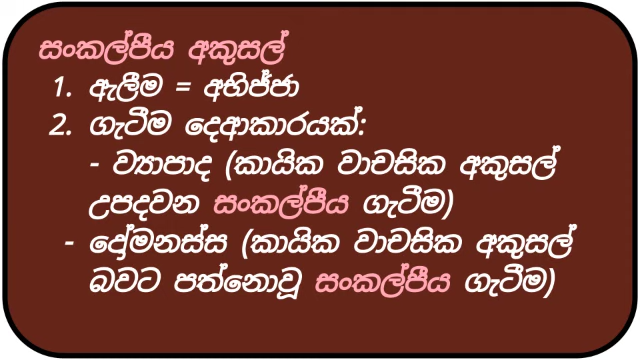 සංකල්පීය අකුසල්
1. ඇලීම = අභිජ්ජා
2. ගැටීම දෙආකාරයක්:
- ව්‍යාපාද (කායික වාචසික අකුසල්
උපදවන සංකල්පීය ගැටීම)
- දෝමනස්ස (කායික වාචසික අකුසල්
බවට පත්නොවූ සංකල්පීය ගැටීම)